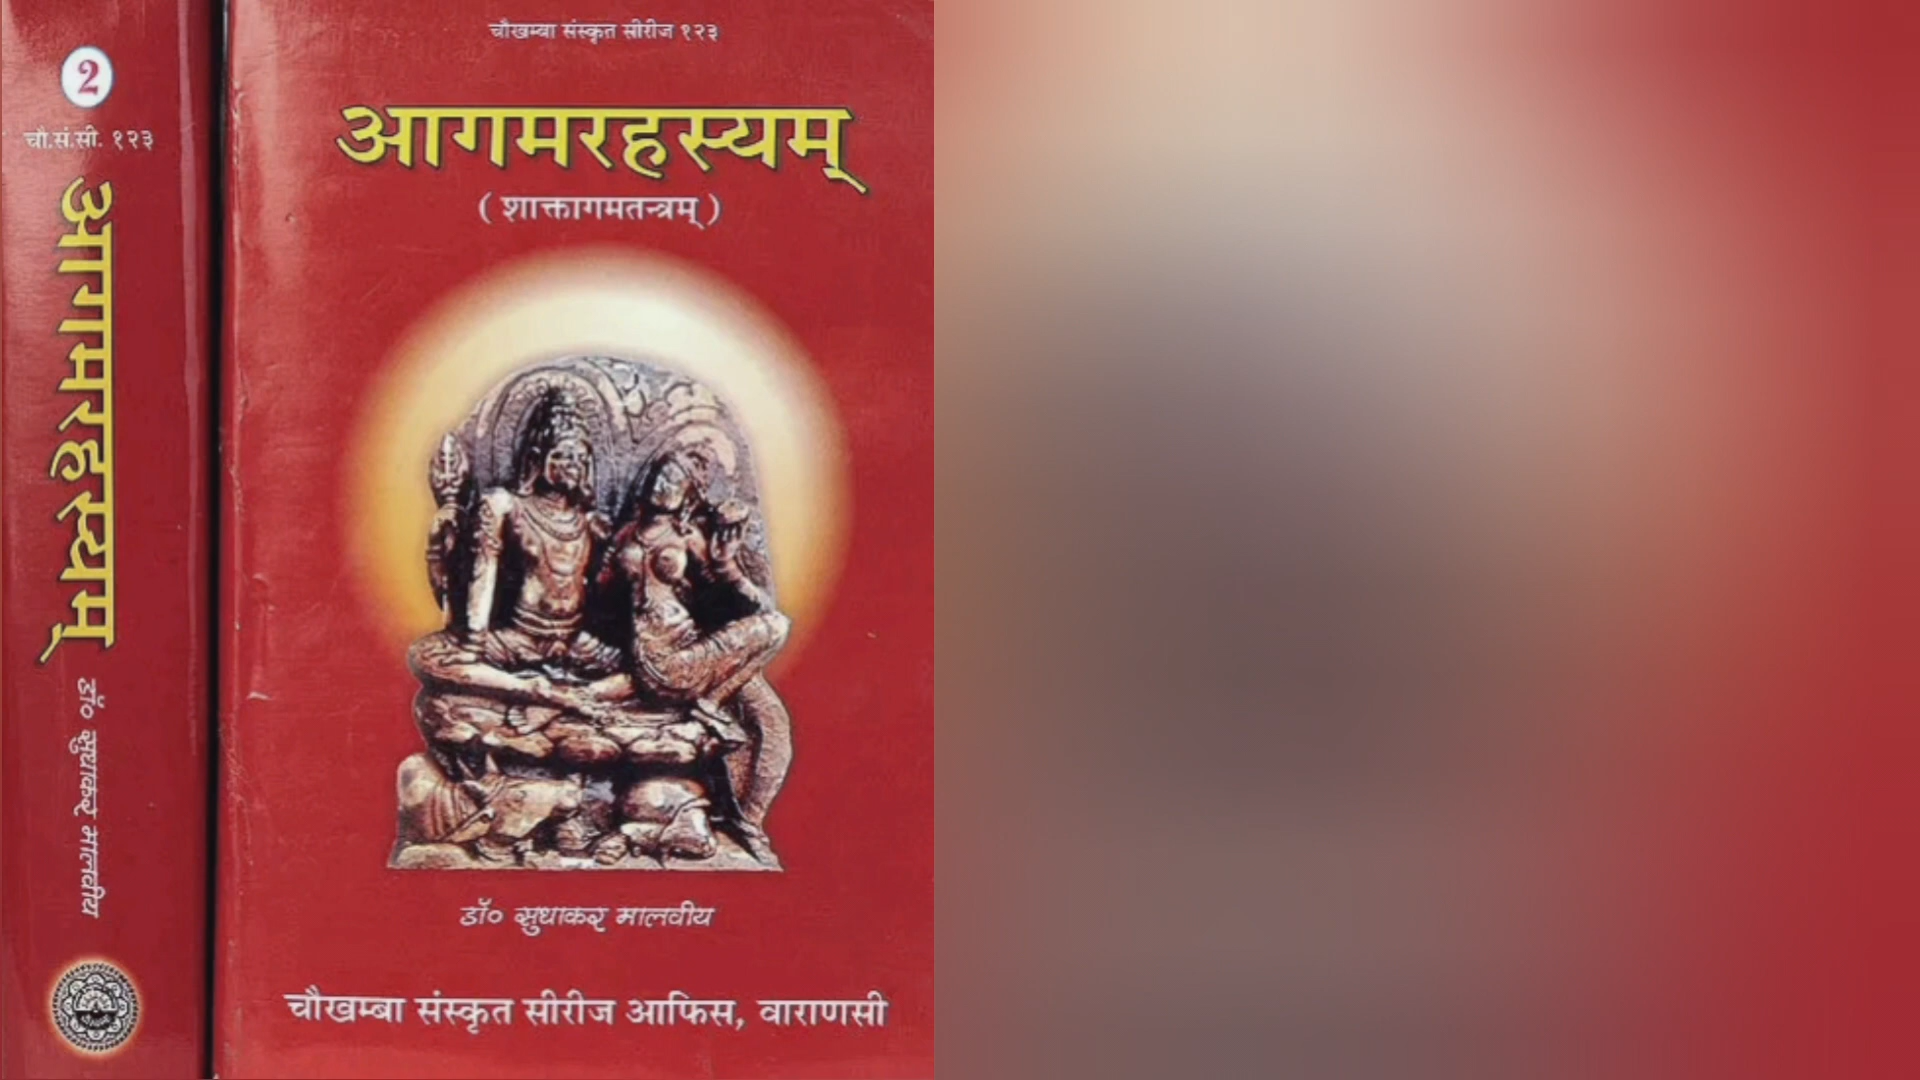 2
चौ.सं.सी. १२३
आगमरहस्यम्
डॉ० सुधाकर मालवीय
चौखम्बा संस्कृत सीरीज १२३
आगमरहस्यम्
( शाक्तागमतन्त्रम् )
डॉ० सुधाकर मालवीय
चौखम्बा संस्कृत सीरीज आफिस, वाराणसी